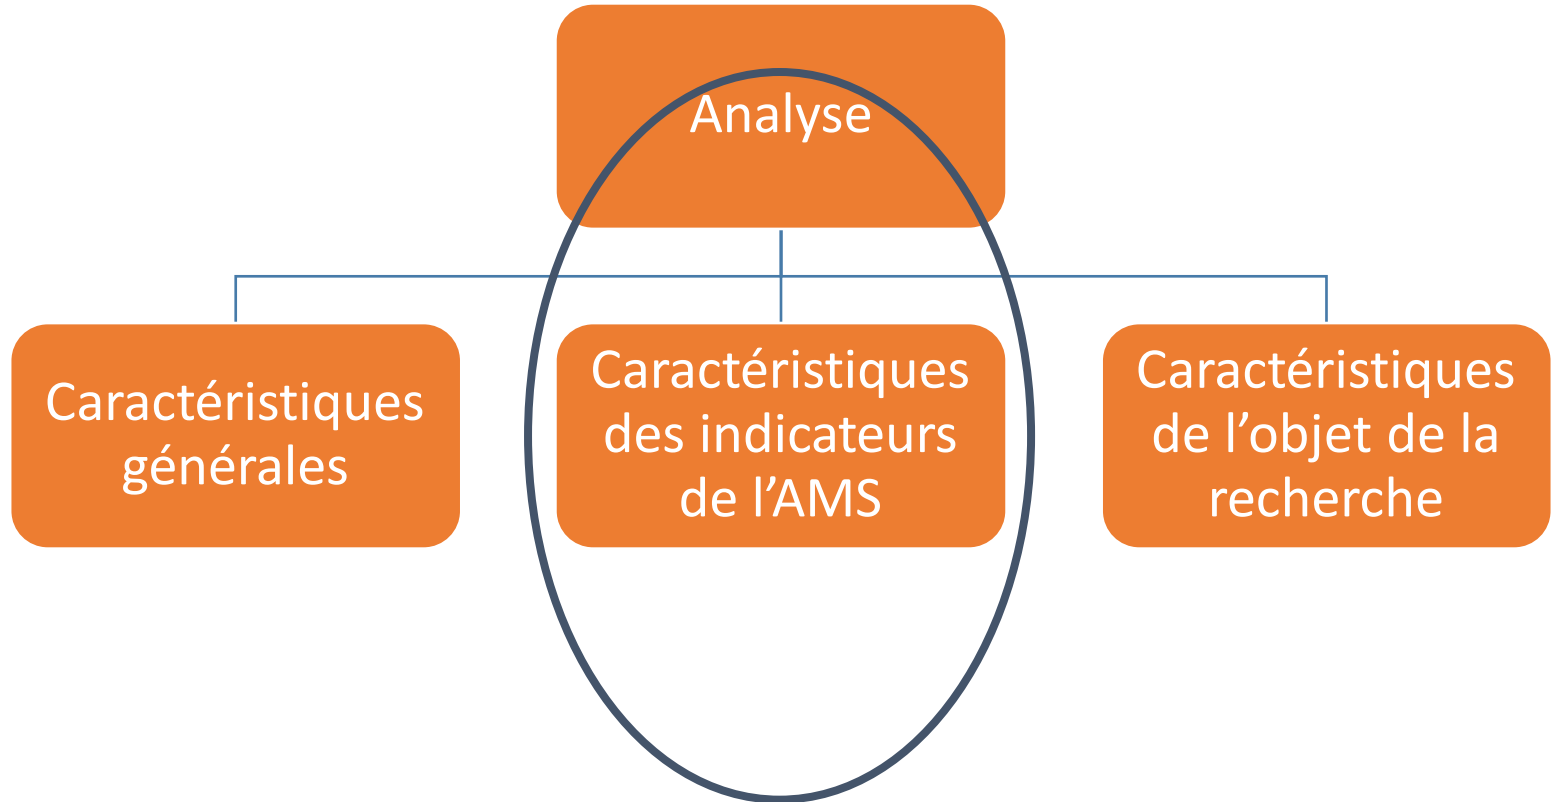 Analyse
Caractéristiques
générales
Caractéristiques
des indicateurs
de l’AMS
Caractéristiques
de l’objet de la
recherche